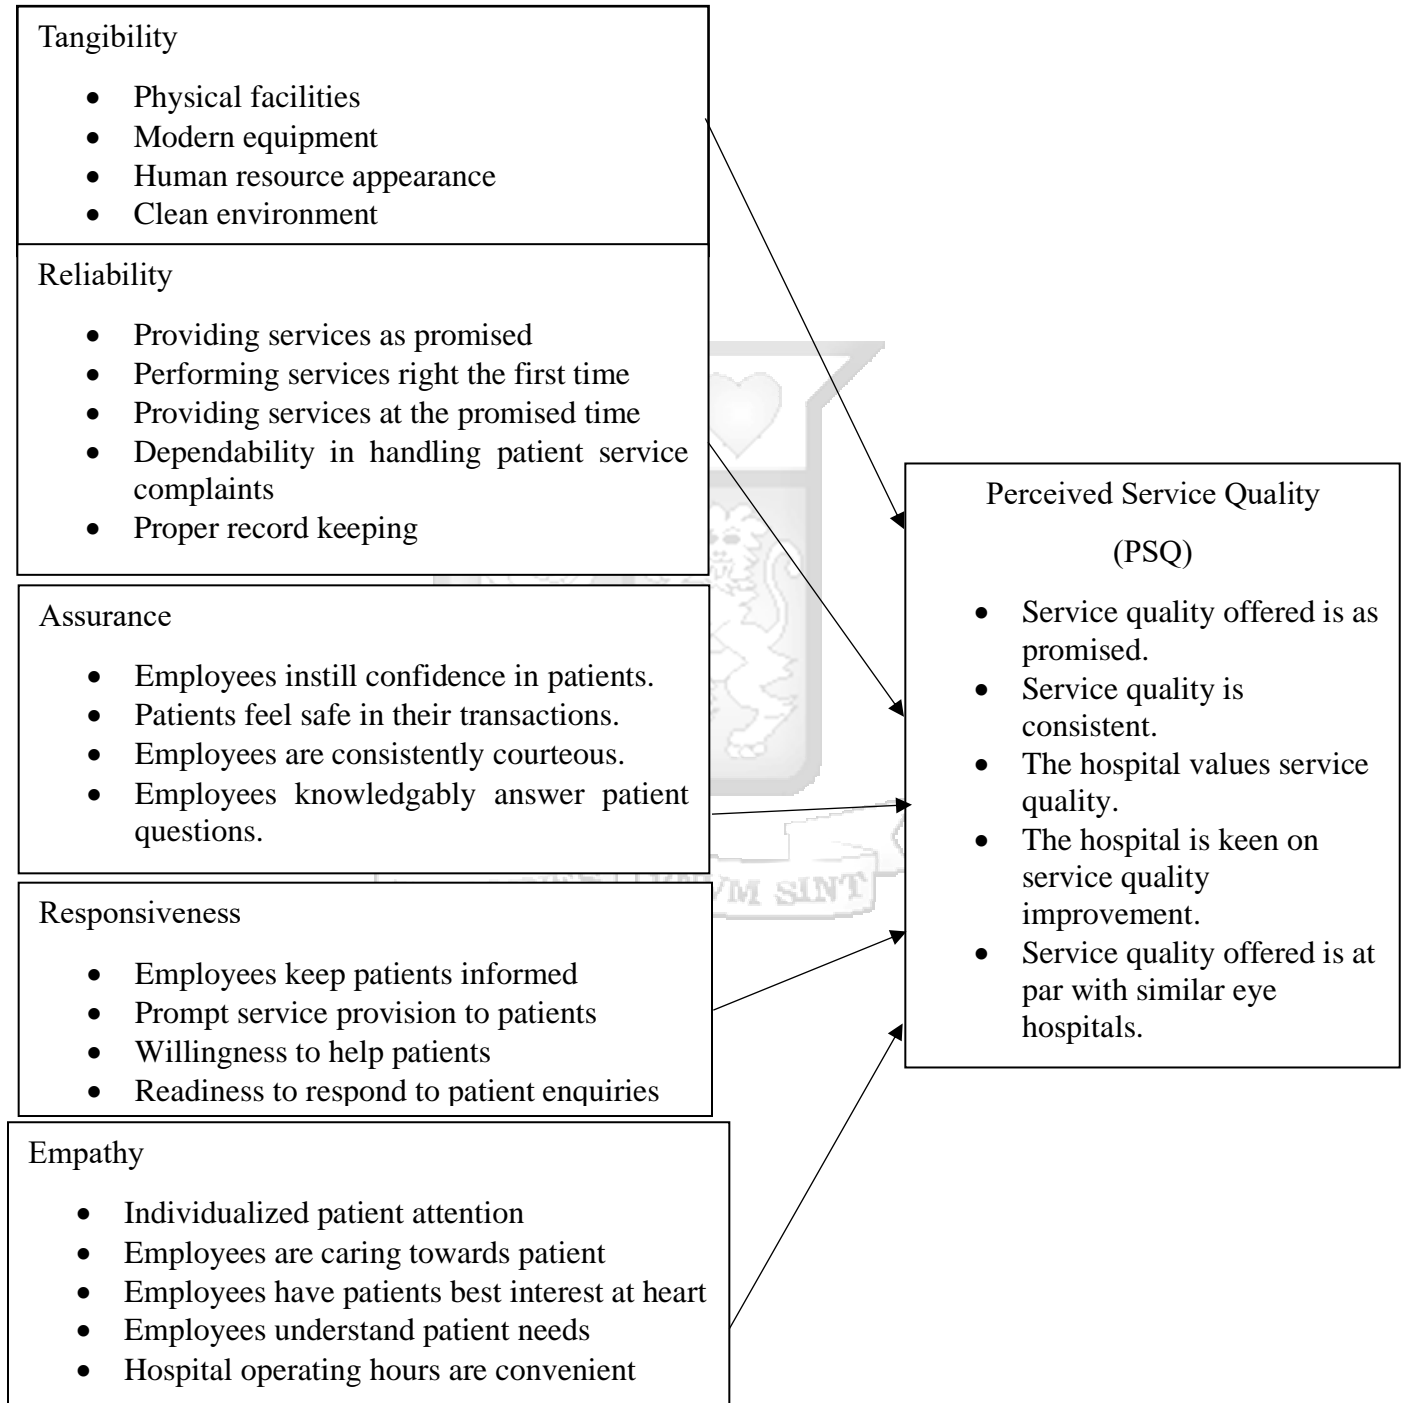 Tangibility
• Physical facilities
• Modern equipment
• Human resource appearance
• Clean environment
Reliability
• Providing services as promised
• Performing services right the first time
• Providing services at the promised time
• Dependability in handling patient service
complaints
• Proper record keeping
Assurance
• Employees instill confidence in patients.
• Patients feel safe in their transactions.
• Employees are consistently courteous.
• Employees knowledgably answer patient
questions.
Responsiveness
• Employees keep patients informed
• Prompt service provision to patients
• Willingness to help patients
• Readiness to respond to patient enquiries
Empathy
• Individualized patient attention
• Employees are caring towards patient
• Employees have patients best interest at heart
• Employees understand patient needs
• Hospital operating hours are convenient
Perceived Service Quality
(PSQ)
• Service quality offered is as
promised.
• Service quality is
consistent.
• The hospital values service
quality.
• The hospital is keen on
service quality
improvement.
• Service quality offered is at
par with similar eye
hospitals.
SINT